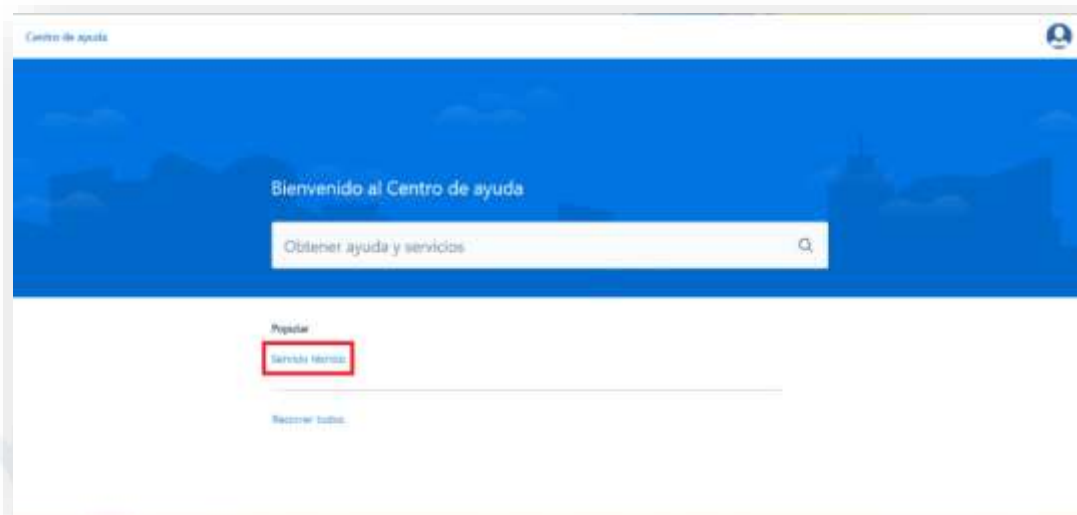 Centro de ayuda
Bienvenido al Centro de ayuda
Obtener ayuda y servicios
Popular
Servicio técnico
Recorrer todos